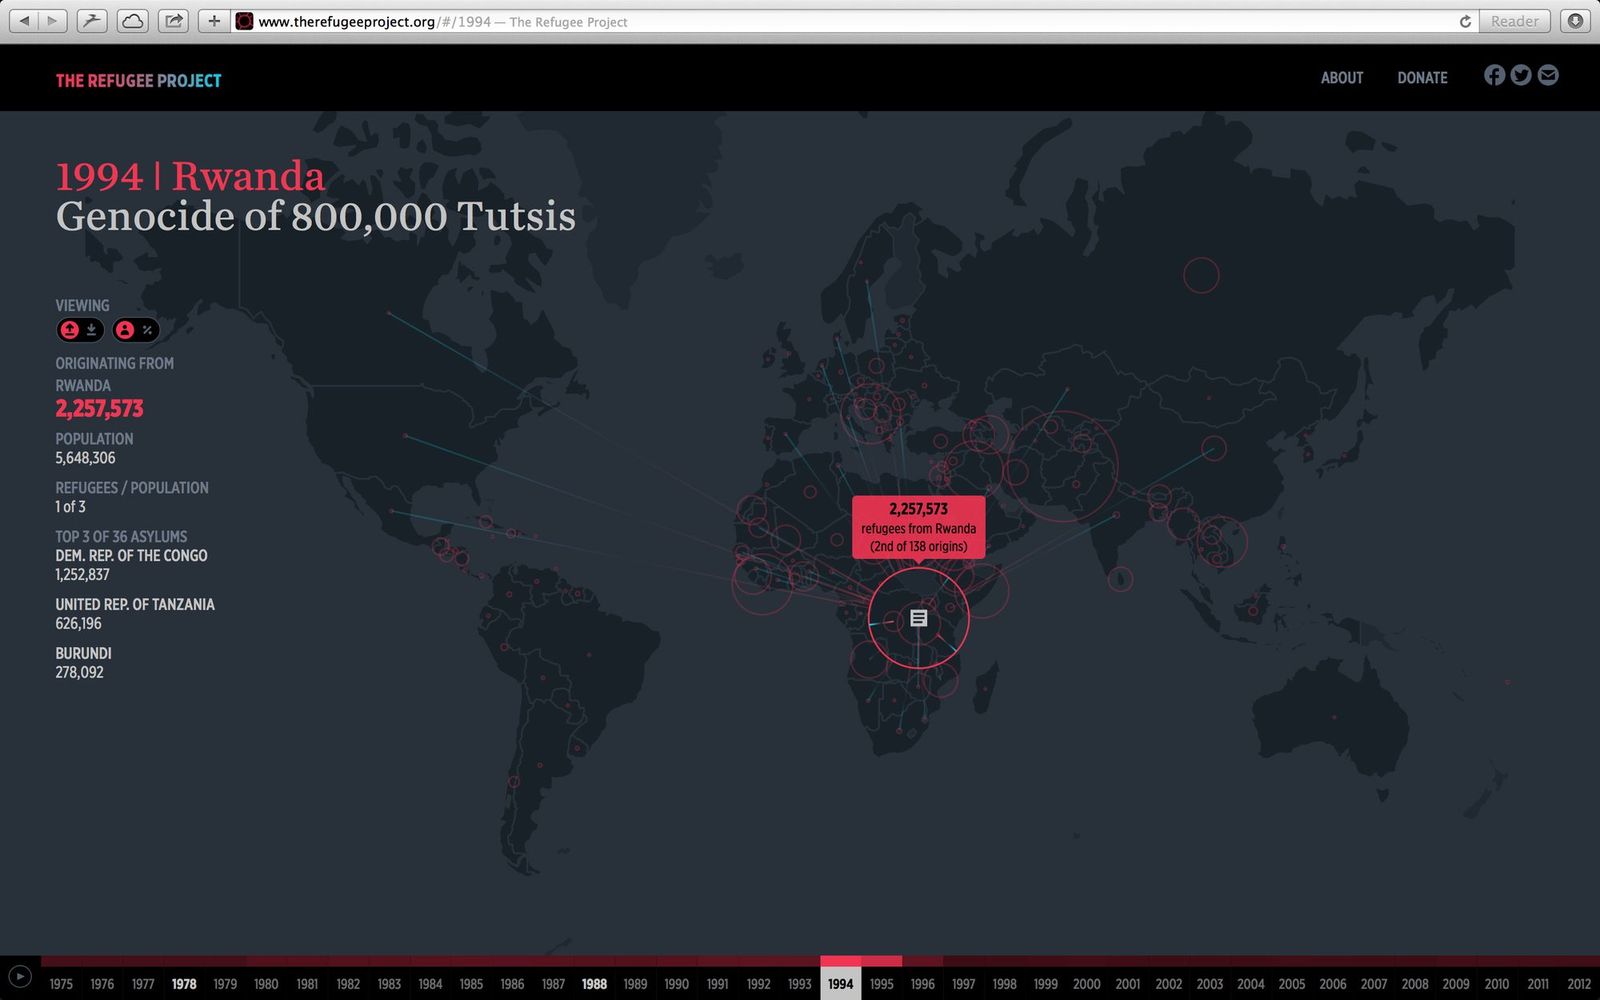 www.therefugeeproject.org/#/1994 — The Refugee Project
Reader
THE REFUGEE PROJECT
ABOUT
DONATE
1994 | Rwanda
Genocide of 800,000 Tutsis
VIEWING
ORIGINATING FROM
RWANDA
2,257,573
POPULATION
5,648,306
REFUGEES / POPULATION
1 of 3
TOP 3 OF 36 ASYLUMS
DEM. REP. OF THE CONGO
1,252,837
UNITED REP. OF TANZANIA
626,196
BURUNDI
278,092
2,257,573
refugees from Rwanda
(2nd of 138 origins)
1975 1976 1977 1978 1979 1980 1981 1982 1983 1984 1985 1986 1987 1988 1989 1990 1991 1992 1993 1994 1995 1996 1997 1998 1999 2000 2001 2002 2003 2004 2005 2006 2007 2008 2009 2010 2011 2012